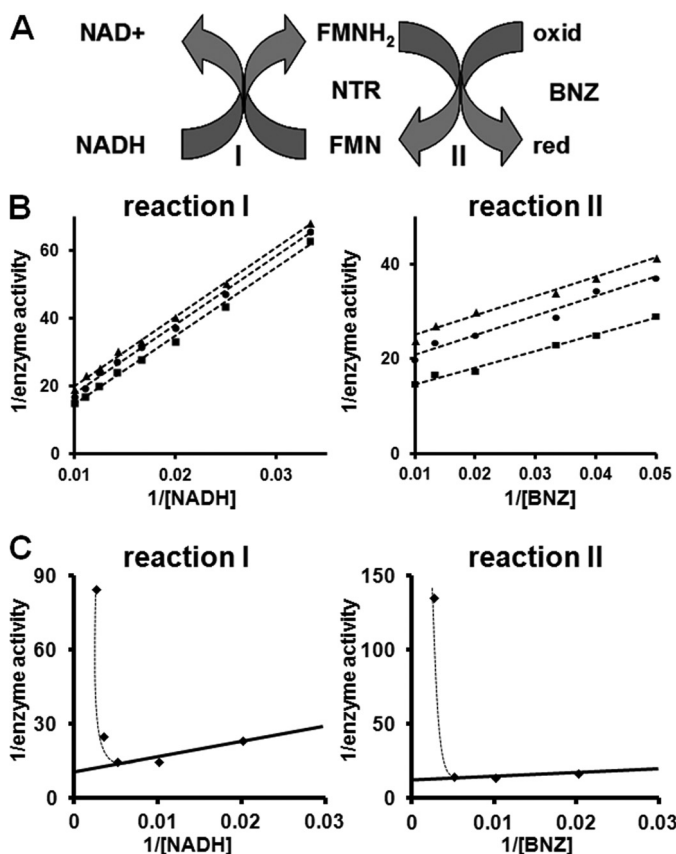 A
NAD+ FMNH2 oxid
NTR BNZ
NADH FMN red
I II
B
reaction I reaction II
1/enzyme activity
60
40
20
0
0.01 0.02 0.03
1/[NADH]
1/enzyme activity
40
20
0
0.01 0.02 0.03 0.04 0.05
1/[BNZ]
C
reaction I reaction II
1/enzyme activity
90
60
30
0
0 0.01 0.02 0.03
1/[NADH]
1/enzyme activity
150
100
50
0
0 0.01 0.02 0.03
1/[BNZ]